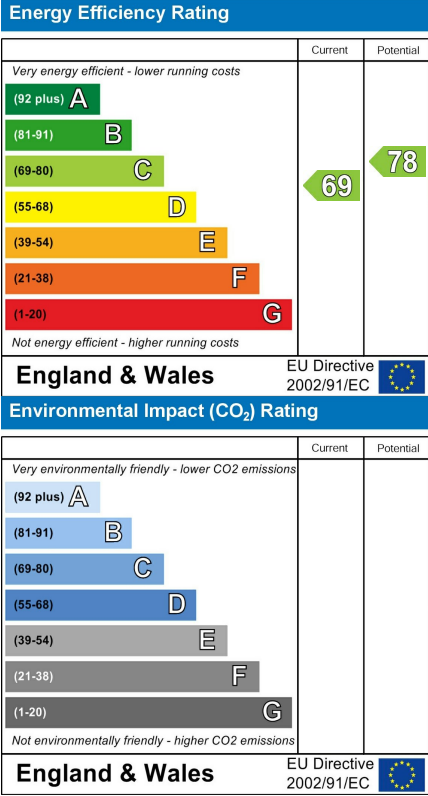 Energy Efficiency Rating
Current Potential
Very energy efficient - lower running costs
(92 plus) A
(81-91) B
(69-80) C
(55-68) D
(39-54) E
(21-38) F
(1-20) G
69
78
Not energy efficient - higher running costs
England & Wales
EU Directive
2002/91/EC
Environmental Impact (CO₂) Rating
Current Potential
Very environmentally friendly - lower CO2 emissions
(92 plus) A
(81-91) B
(69-80) C
(55-68) D
(39-54) E
(21-38) F
(1-20) G
Not environmentally friendly - higher CO2 emissions
England & Wales
EU Directive
2002/91/EC